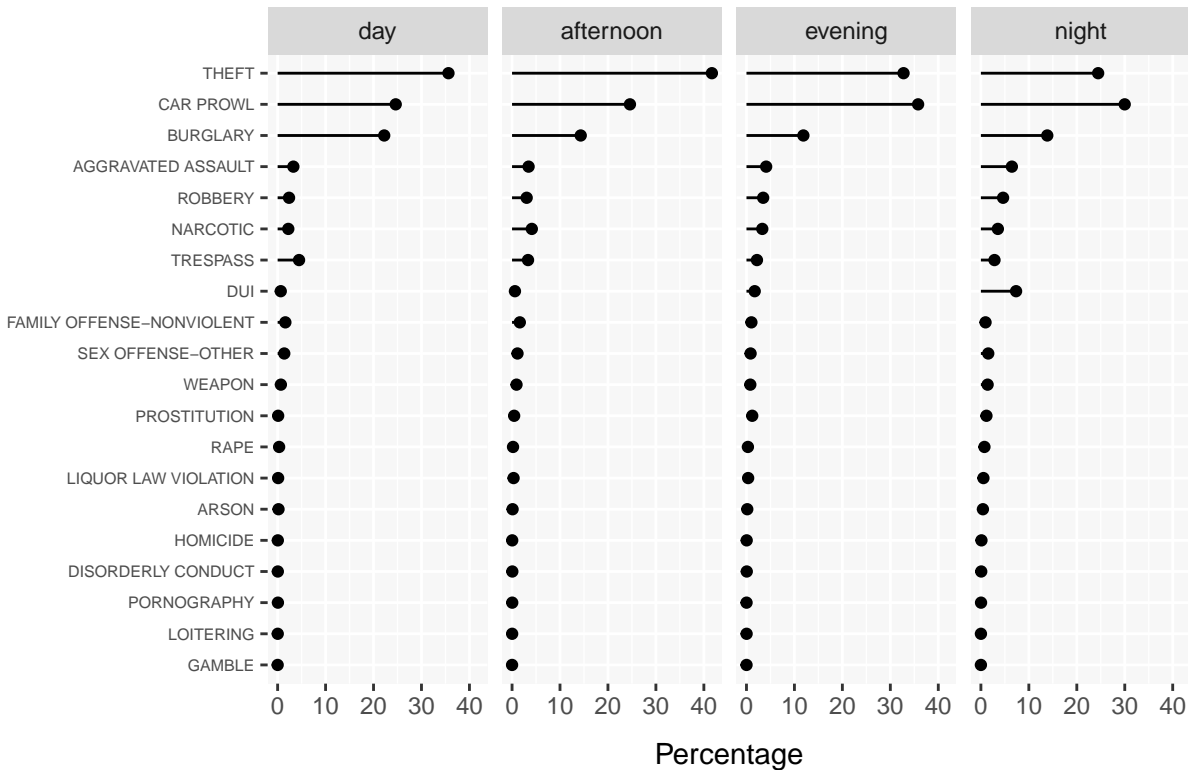 day afternoon evening night
THEFT
CAR PROWL
BURGLARY
AGGRAVATED ASSAULT
ROBBERY
NARCOTIC
TRESPASS
DUI
FAMILY OFFENSE−NONVIOLENT
SEX OFFENSE−OTHER
WEAPON
PROSTITUTION
RAPE
LIQUOR LAW VIOLATION
ARSON
HOMICIDE
DISORDERLY CONDUCT
PORNOGRAPHY
LOITERING
GAMBLE
0 10 20 30 40 0 10 20 30 40 0 10 20 30 40 0 10 20 30 40
Percentage